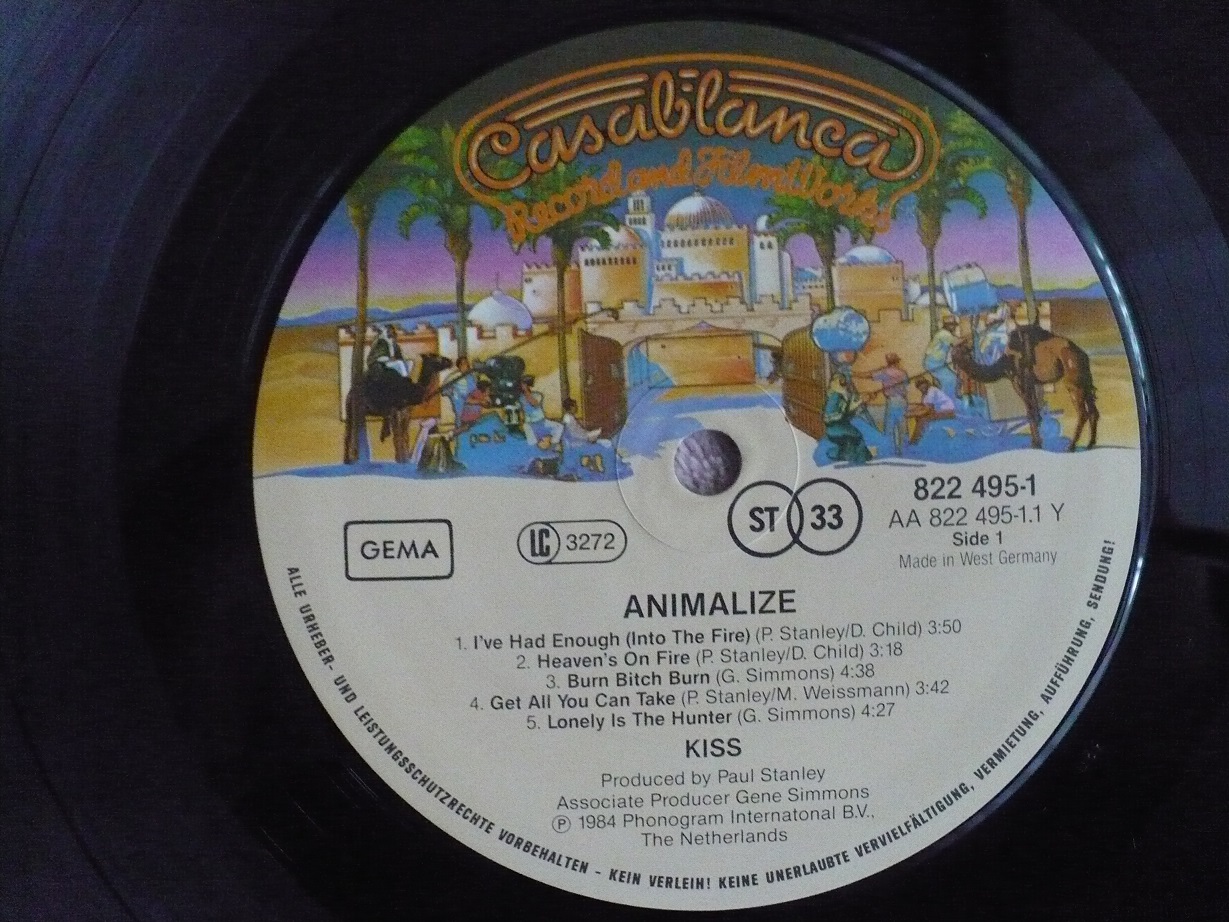 Casablanca
Record and FilmWorks
GEMA
LC 3272
ST 33
822 495-1
AA 822 495-1.1 Y
Side 1
Made in West Germany
ANIMALIZE
1. I've Had Enough (Into The Fire) (P. Stanley/D. Child) 3:50
2. Heaven's On Fire (P. Stanley/D. Child) 3:18
3. Burn Bitch Burn (G. Simmons) 4:38
4. Get All You Can Take (P. Stanley/M. Weissmann) 3:42
5. Lonely Is The Hunter (G. Simmons) 4:27
KISS
Produced by Paul Stanley
Associate Producer Gene Simmons
Ⓟ 1984 Phonogram Internatonal B.V.,
The Netherlands
ALLE URHEBER- UND LEISTUNGSSCHUTZRECHTE VORBEHALTEN - KEIN VERLEIH! KEINE UNERLAUBTE VERVIELFÄLTIGUNG, VERMIETUNG, AUFFÜHRUNG, SENDUNG!